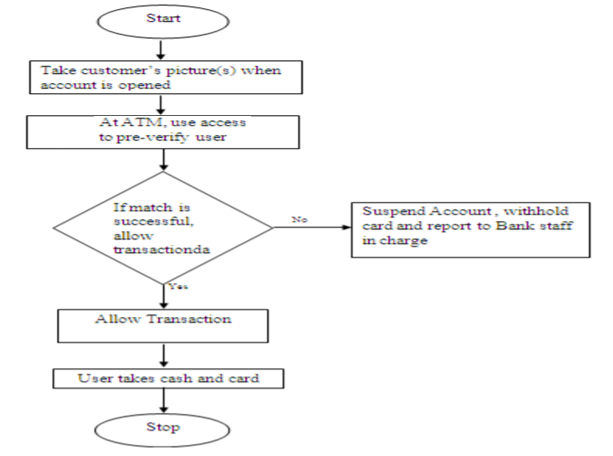 Start
Take customer's picture(s) when
account is opened
At ATM, use access
to pre-verify user
If match is
successful,
allow
transactionda
No
Suspend Account , withhold
card and report to Bank staff
in charge
Yes
Allow Transaction
User takes cash and card
Stop